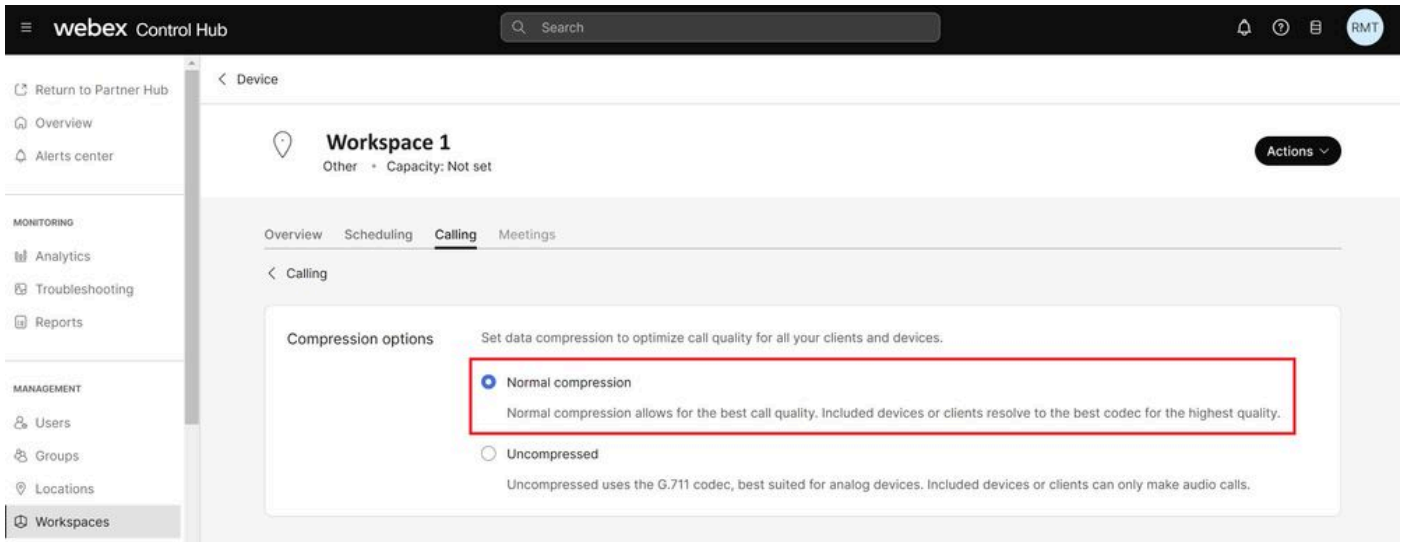 webex Control Hub
Search
RMT
Return to Partner Hub
Overview
Alerts center
MONITORING
Analytics
Troubleshooting
Reports
MANAGEMENT
Users
Groups
Locations
Workspaces
Device
Workspace 1
Other • Capacity: Not set
Actions
Overview Scheduling Calling Meetings
Calling
Compression options
Set data compression to optimize call quality for all your clients and devices.
Normal compression
Normal compression allows for the best call quality. Included devices or clients resolve to the best codec for the highest quality.
Uncompressed
Uncompressed uses the G.711 codec, best suited for analog devices. Included devices or clients can only make audio calls.